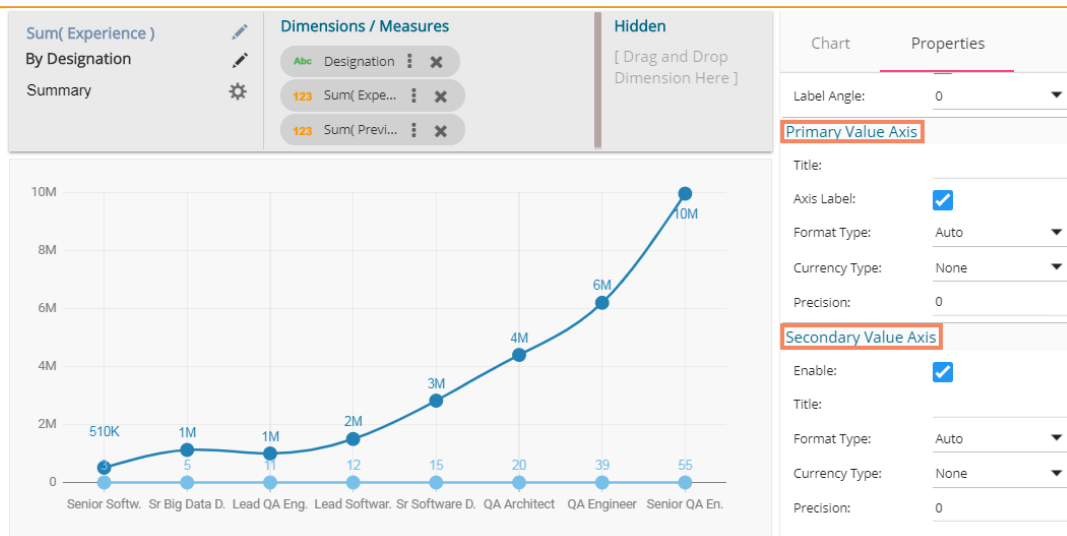 Sum( Experience )
By Designation
Summary
Dimensions / Measures
Abc Designation
123 Sum( Expe...
123 Sum( Previ...
Hidden
[ Drag and Drop
Dimension Here ]
Chart Properties
Label Angle: 0
Primary Value Axis
Title:
Axis Label:
Format Type: Auto
Currency Type: None
Precision: 0
Secondary Value Axis
Enable:
Title:
Format Type: Auto
Currency Type: None
Precision: 0
10M
8M
6M
4M
2M
0
510K 1M 1M 2M 3M 4M 6M 10M
3 5 11 12 15 20 39 55
Senior Softw. Sr Big Data D. Lead QA Eng. Lead Softwar. Sr Software D. QA Architect QA Engineer Senior QA En.